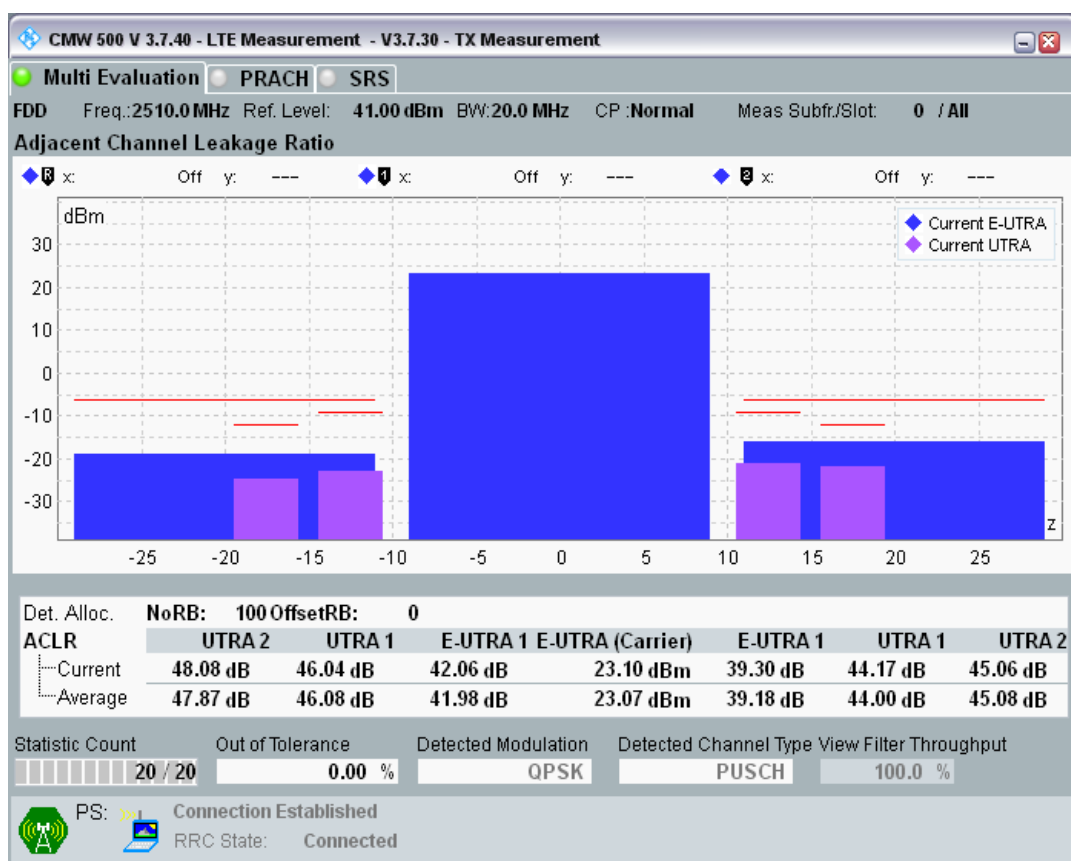 CMW 500 V 3.7.40 - LTE Measurement - V3.7.30 - TX Measurement
Multi Evaluation PRACH SRS
FDD Freq.:2510.0 MHz Ref. Level: 41.00 dBm BW:20.0 MHz CP :Normal Meas Subfr./Slot: 0 / All
Adjacent Channel Leakage Ratio
R x: Off y: --- 1 x: Off y: --- 2 x: Off y: ---
dBm
Current E-UTRA
Current UTRA
30
20
10
0
-10
-20
-30
z
-25 -20 -15 -10 -5 0 5 10 15 20 25
Det. Alloc. NoRB: 100 OffsetRB: 0
ACLR UTRA 2 UTRA 1 E-UTRA 1 E-UTRA (Carrier) E-UTRA 1 UTRA 1 UTRA 2
Current 48.08 dB 46.04 dB 42.06 dB 23.10 dBm 39.30 dB 44.17 dB 45.06 dB
Average 47.87 dB 46.08 dB 41.98 dB 23.07 dBm 39.18 dB 44.00 dB 45.08 dB
Statistic Count Out of Tolerance Detected Modulation Detected Channel Type View Filter Throughput
20 / 20 0.00 % QPSK PUSCH 100.0 %
PS: Connection Established
RRC State: Connected